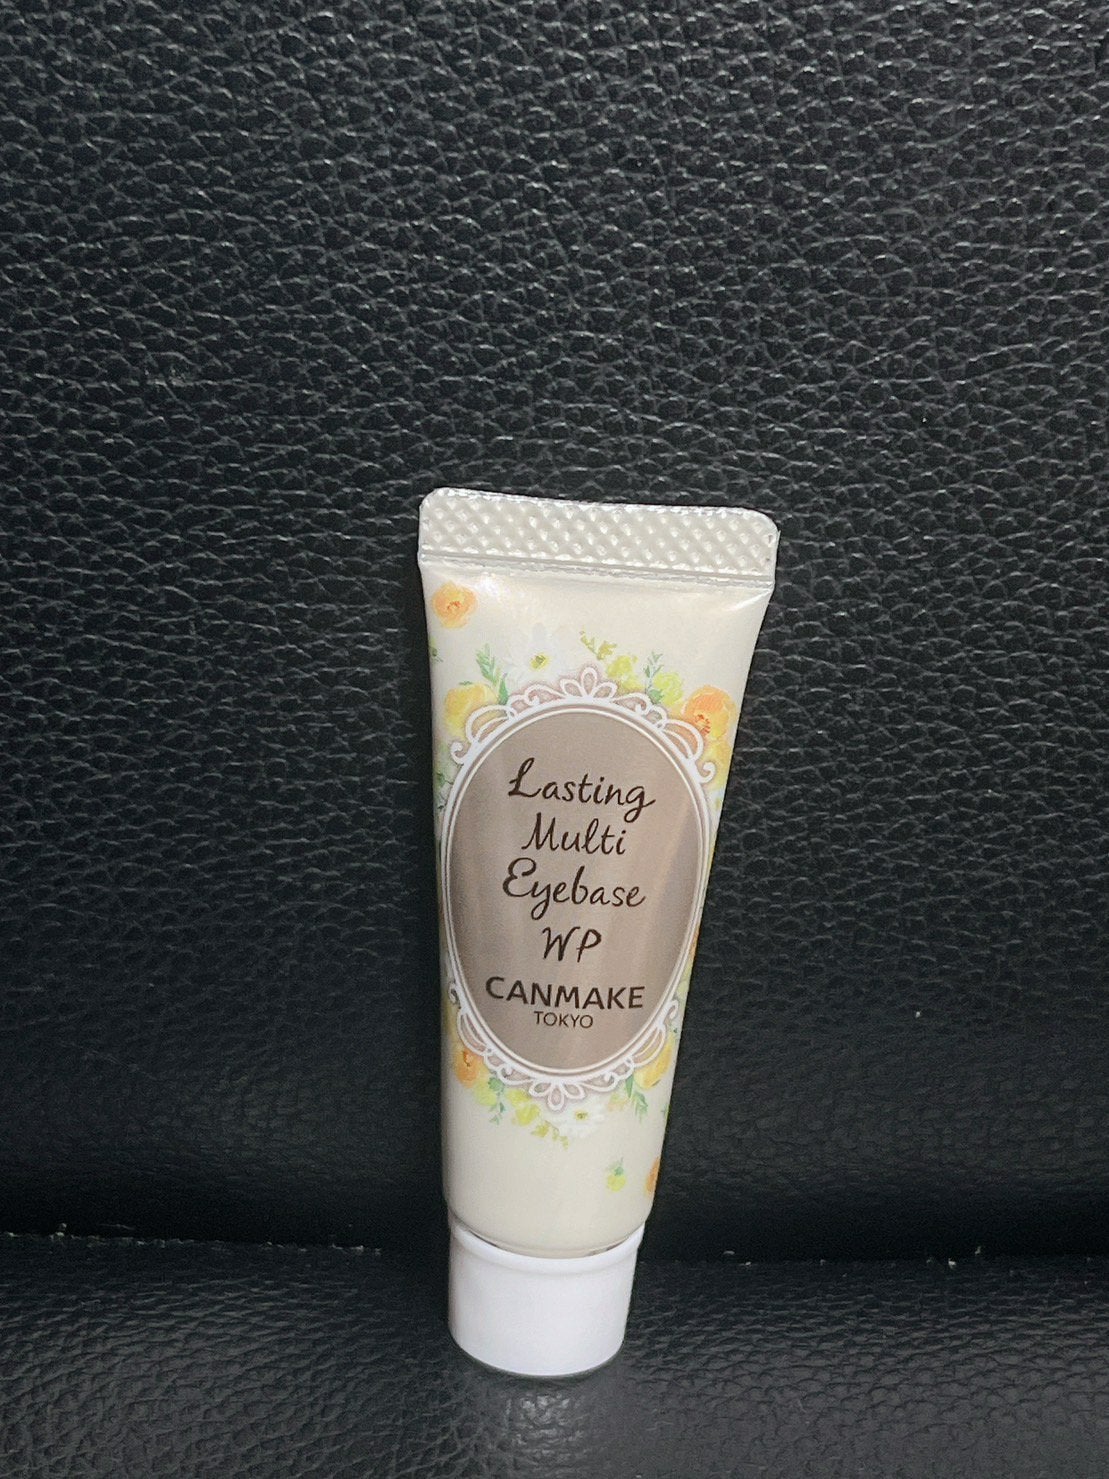 Lasting
Multi
Eyebase
WP
CANMAKE
TOKYO